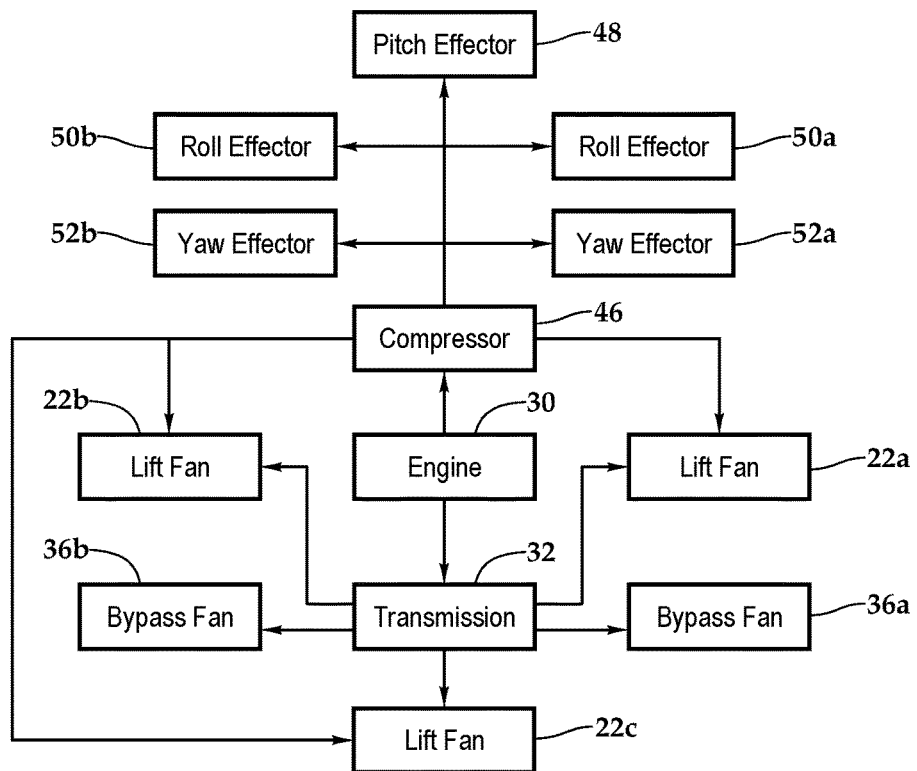 Pitch Effector 48
50b Roll Effector Roll Effector 50a
52b Yaw Effector Yaw Effector 52a
Compressor 46
22b 30
Lift Fan Engine Lift Fan 22a
36b 32
Bypass Fan Transmission Bypass Fan 36a
Lift Fan 22c